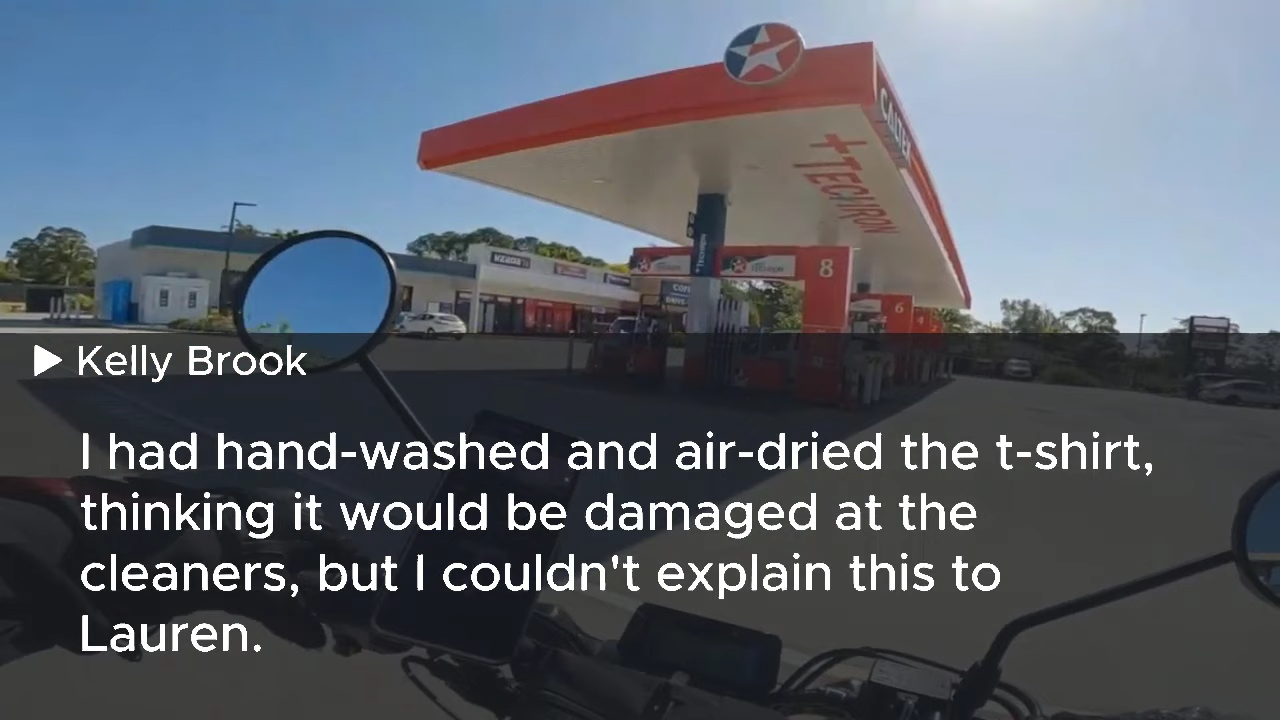 CALTEX
+TECHRON
8
6
Kelly Brook
I had hand-washed and air-dried the t-shirt,
thinking it would be damaged at the
cleaners, but I couldn't explain this to
Lauren.